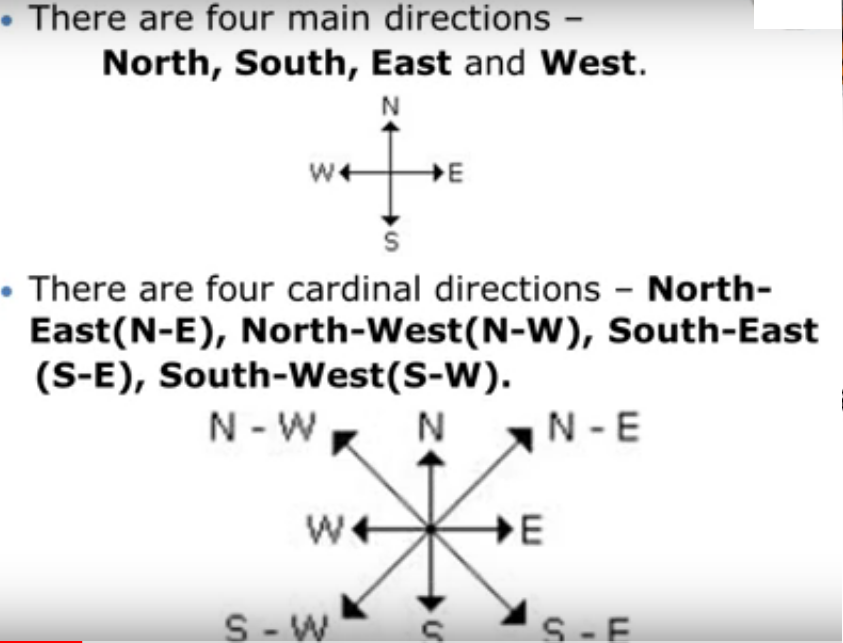 • There are four main directions –
North, South, East and West.
N
W E
S
• There are four cardinal directions – North-
East(N-E), North-West(N-W), South-East
(S-E), South-West(S-W).
N - W N N - E
W E
S - W S S - E